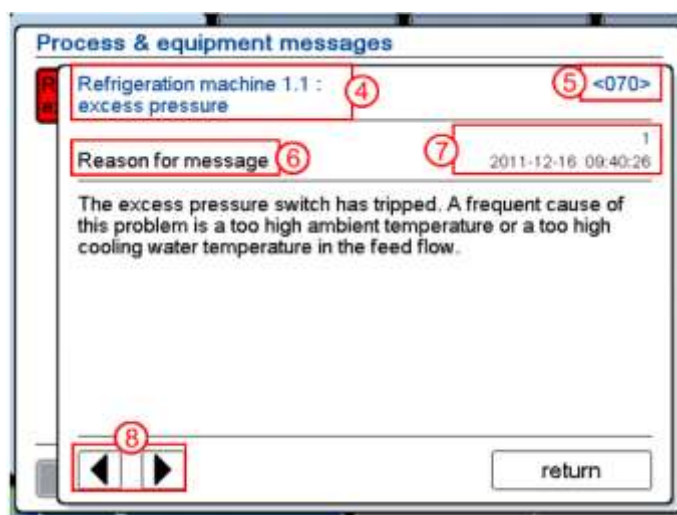 Process & equipment messages
Refrigeration machine 1.1 :
excess pressure
4
5
<070>
Reason for message
6
7
1
2011-12-16 09:40:26
The excess pressure switch has tripped. A frequent cause of
this problem is a too high ambient temperature or a too high
cooling water temperature in the feed flow.
8
return